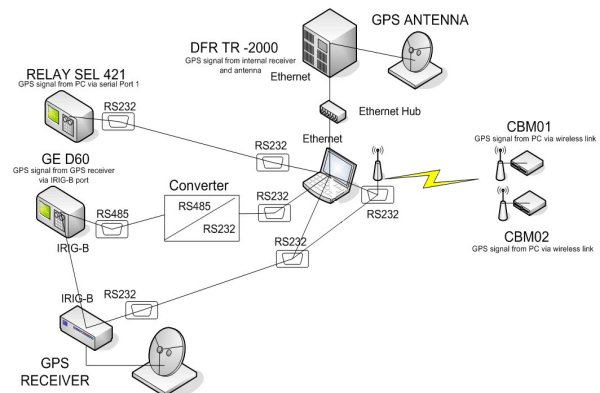 GPS ANTENNA
DFR TR -2000
GPS signal from internal receiver
and antenna
Ethernet
RELAY SEL 421
GPS signal from PC via serial Port 1
RS232
Ethernet Hub
Ethernet
CBM01
GPS signal from PC via wireless link
GE D60
GPS signal from GPS receiver
via IRIG-B port
RS232
Converter
RS485
RS485
RS232
RS232
RS232
CBM02
GPS signal from PC via wireless link
IRIG-B
RS232
IRIG-B
RS232
GPS
RECEIVER